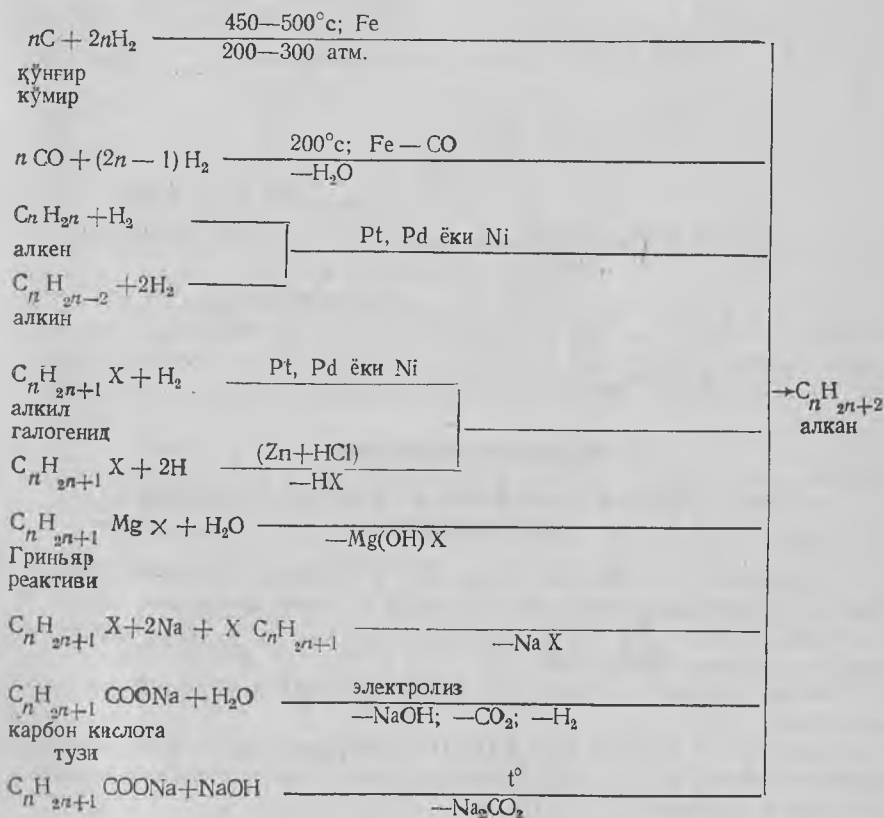 450—500°с; Fe
nC + 2nH₂
200—300 атм.
қўнғир
кўмир
200°с; Fe — CO
n CO + (2n — 1) H₂
—H₂O
Cn H₂n + H₂
алкен
Pt, Pd ёки Ni
CnH₂n—2 + 2H₂
алкин
Pt, Pd ёки Ni
CnH₂n+1 X + H₂
алкил
галогенид
→CnH₂n+2
алкан
(Zn+HCl)
CnH₂n+1 X + 2H
—HX
CnH₂n+1 Mg X + H₂O
—Mg(OH) X
Гриньяр
реактиви
CnH₂n+1 X+2Na + X CnH₂n+1
—Na X
электролиз
CnH₂n+1 COONa + H₂O
—NaOH; —CO₂; —H₂
карбон кислота
тузи
t°
CnH₂n+1 COONa+NaOH
—Na₂CO₂